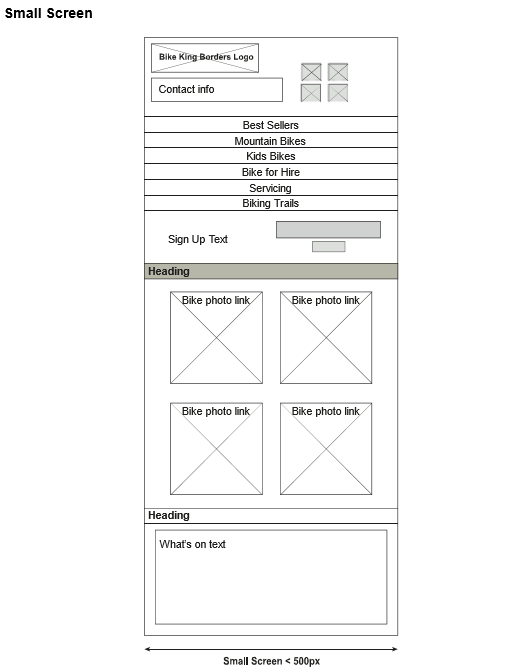 Small Screen
Bike King Borders Logo
Contact info
Best Sellers
Mountain Bikes
Kids Bikes
Bike for Hire
Servicing
Biking Trails
Sign Up Text
Heading
Bike photo link
Bike photo link
Bike photo link
Bike photo link
Heading
What's on text
Small Screen < 500px